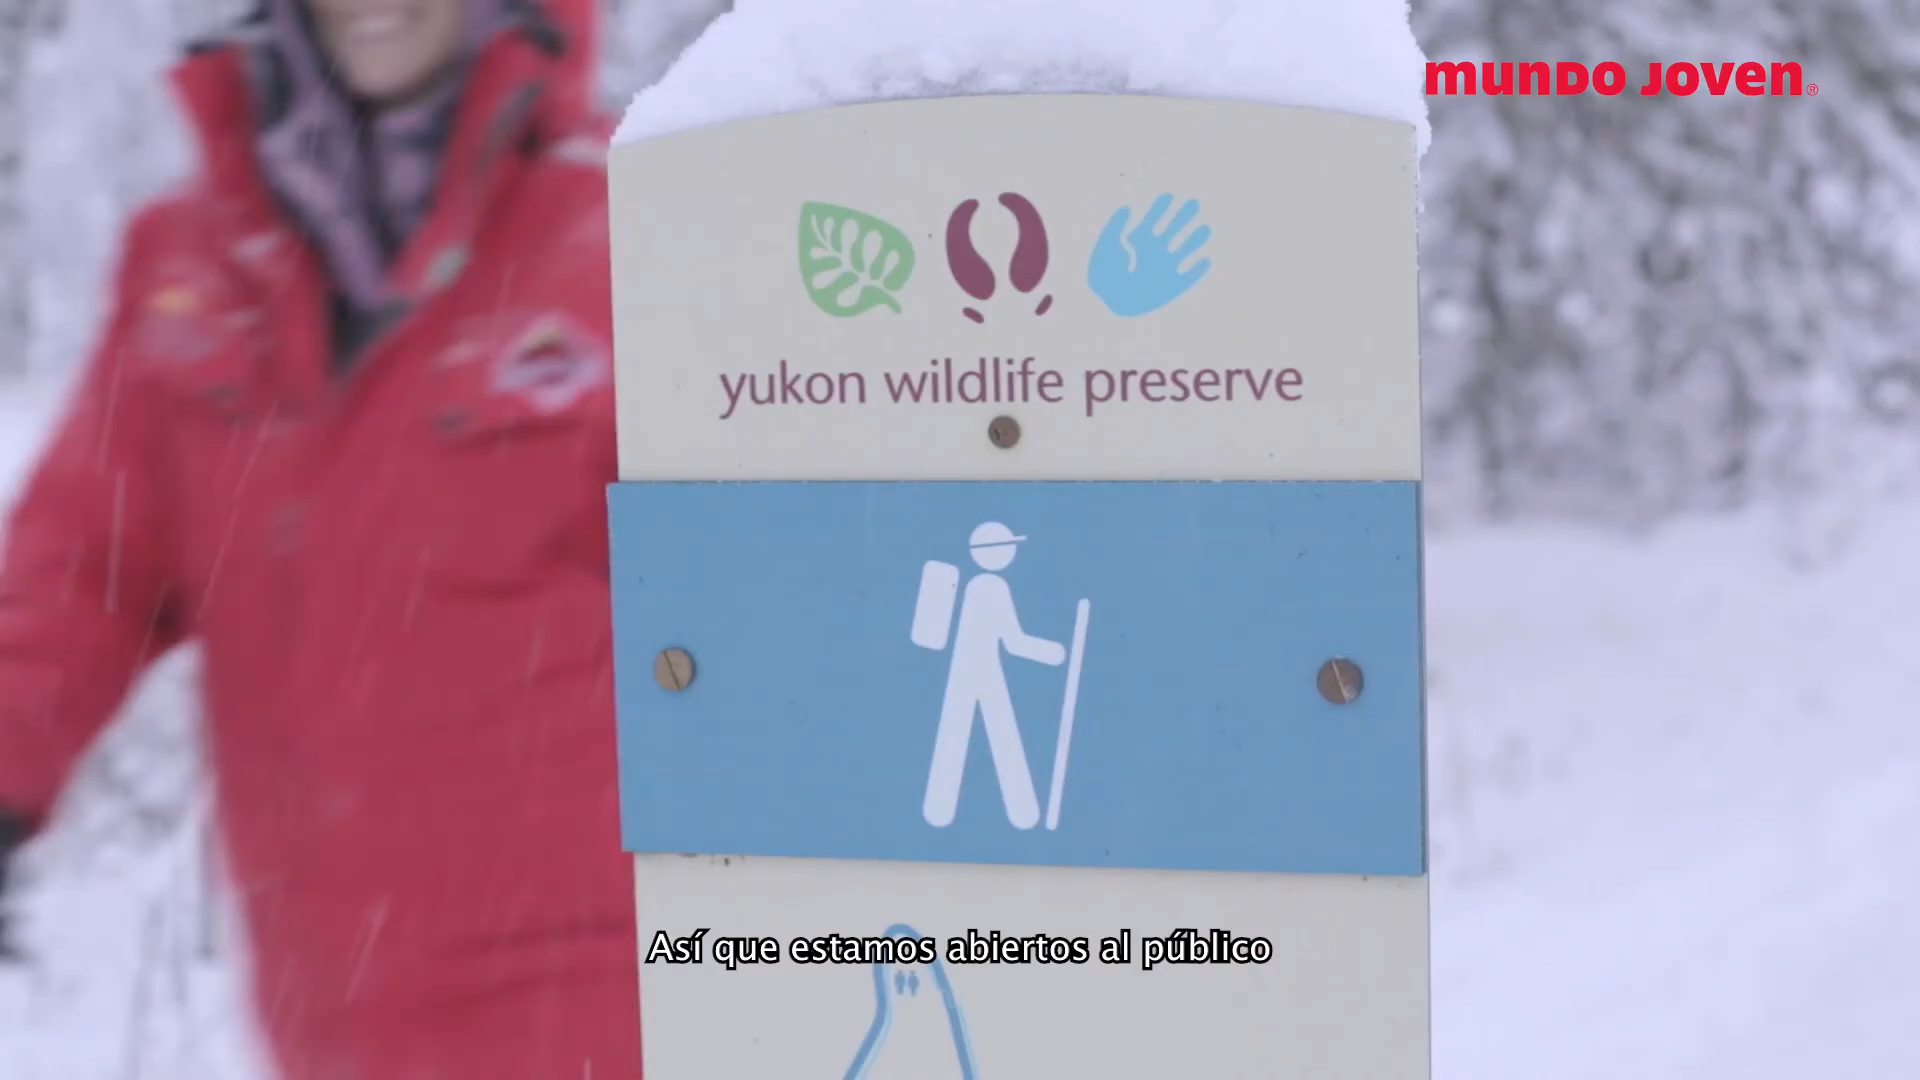 mundo joven®
yukon wildlife preserve
Así que estamos abiertos al público